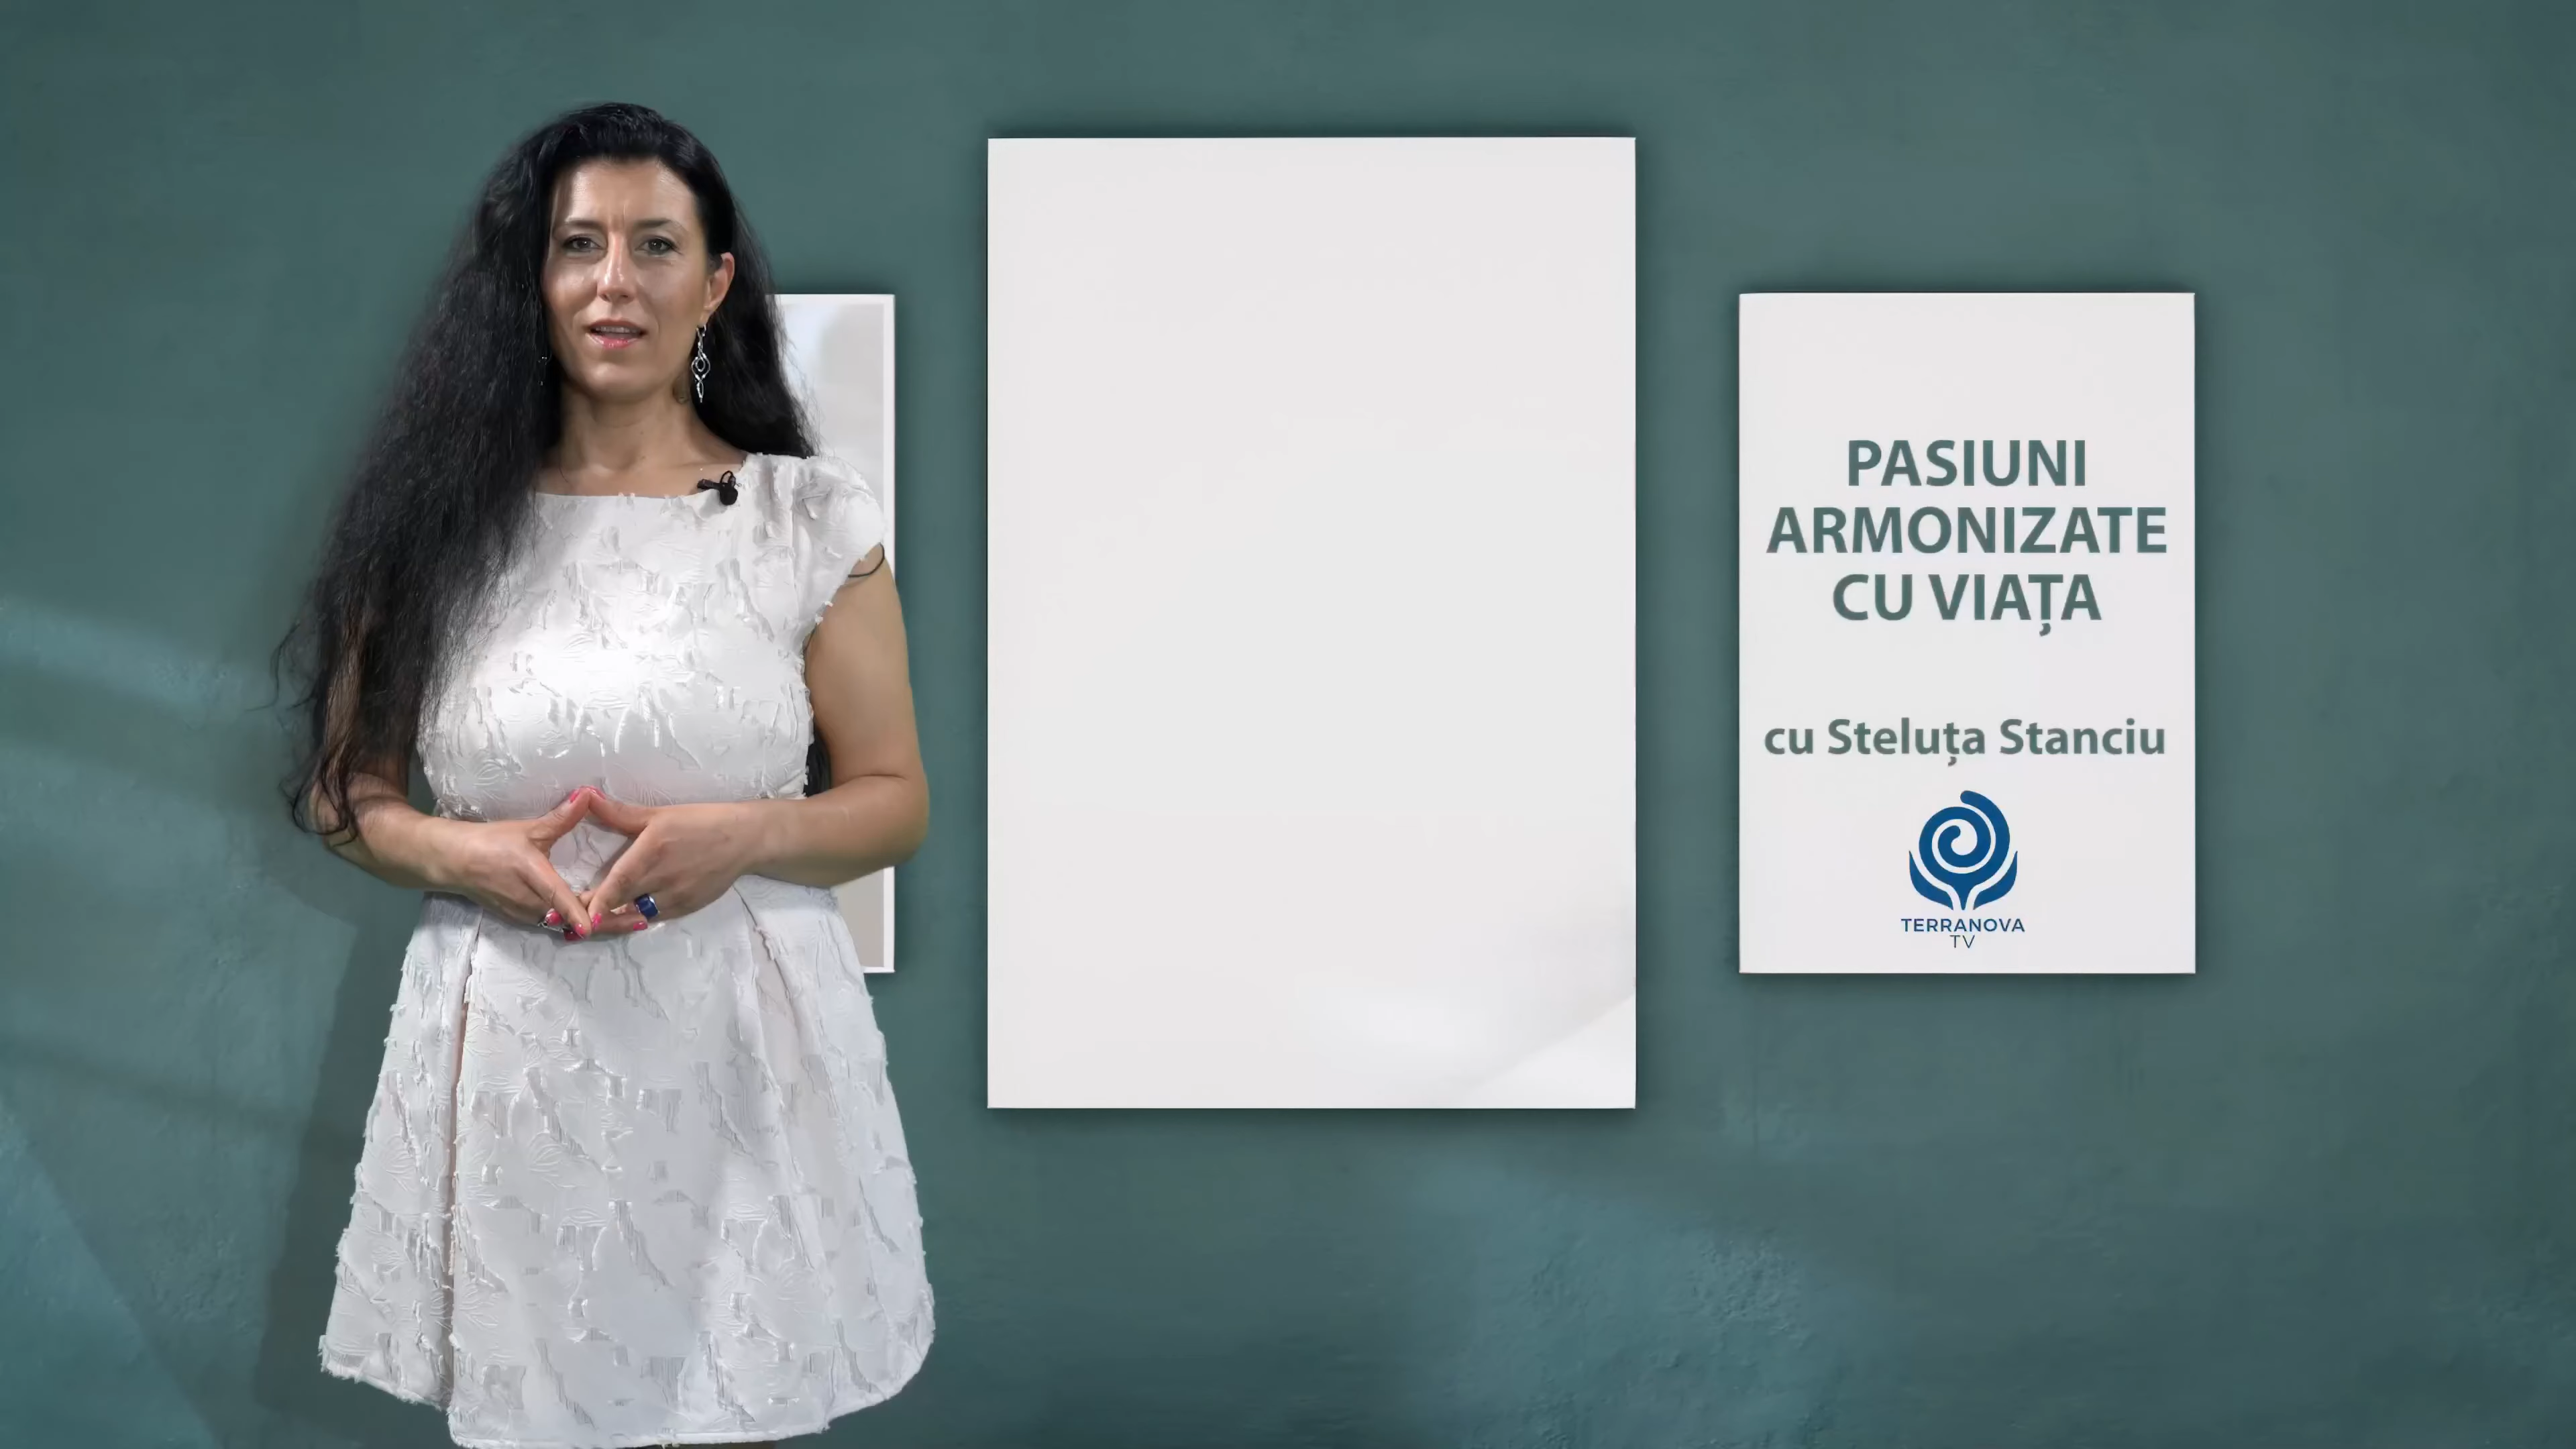 PASIUNI
ARMONIZATE
CU VIAȚA
cu Steluța Stanciu
TERRANOVA
TV